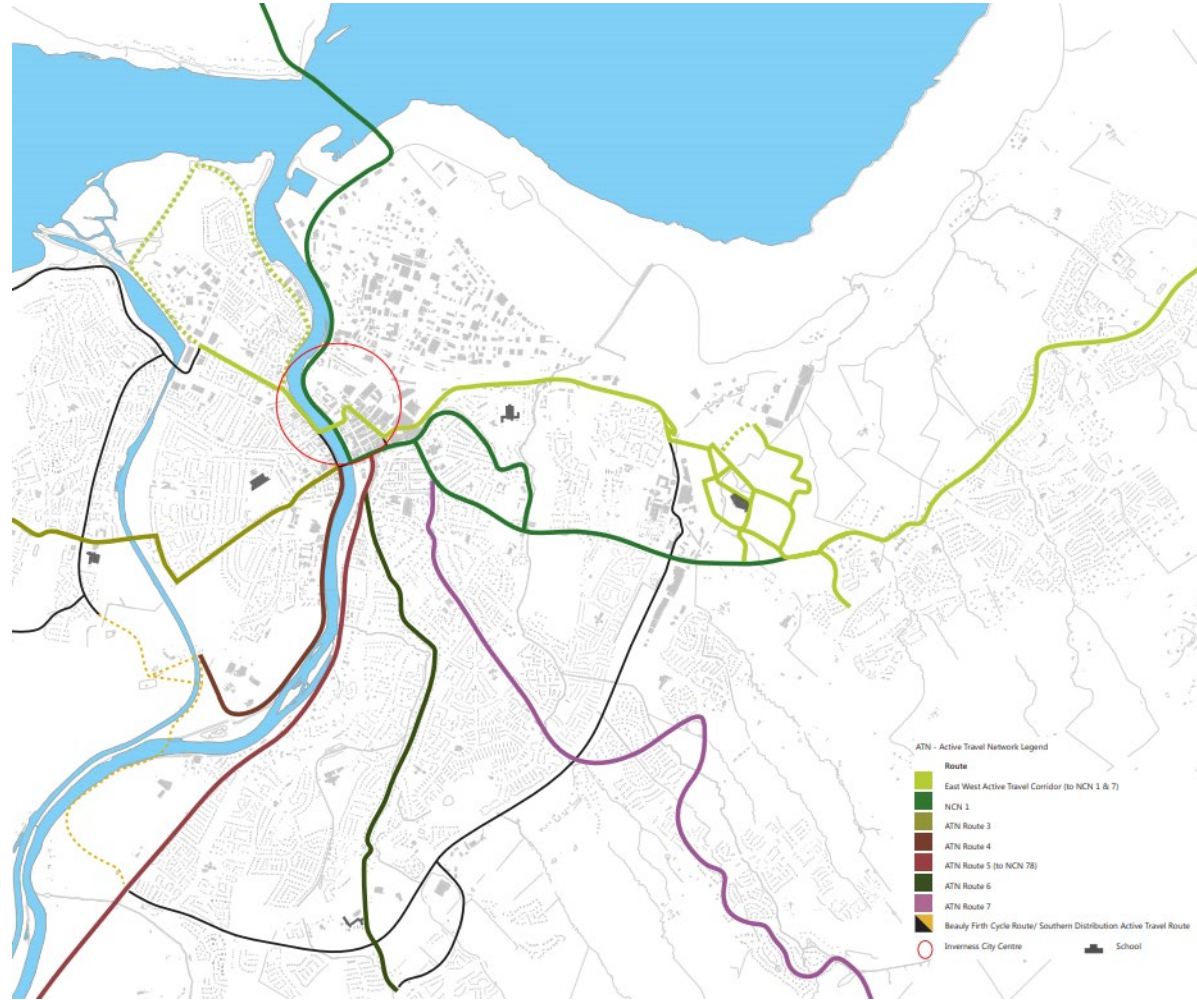 ATN - Active Travel Network Legend
Route
East West Active Travel Corridor (to NCN 1 & 7)
NCN 1
ATN Route 3
ATN Route 4
ATN Route 5 (to NCN 78)
ATN Route 6
ATN Route 7
Beauly Firth Cycle Route/ Southern Distribution Active Travel Route
Inverness City Centre
School